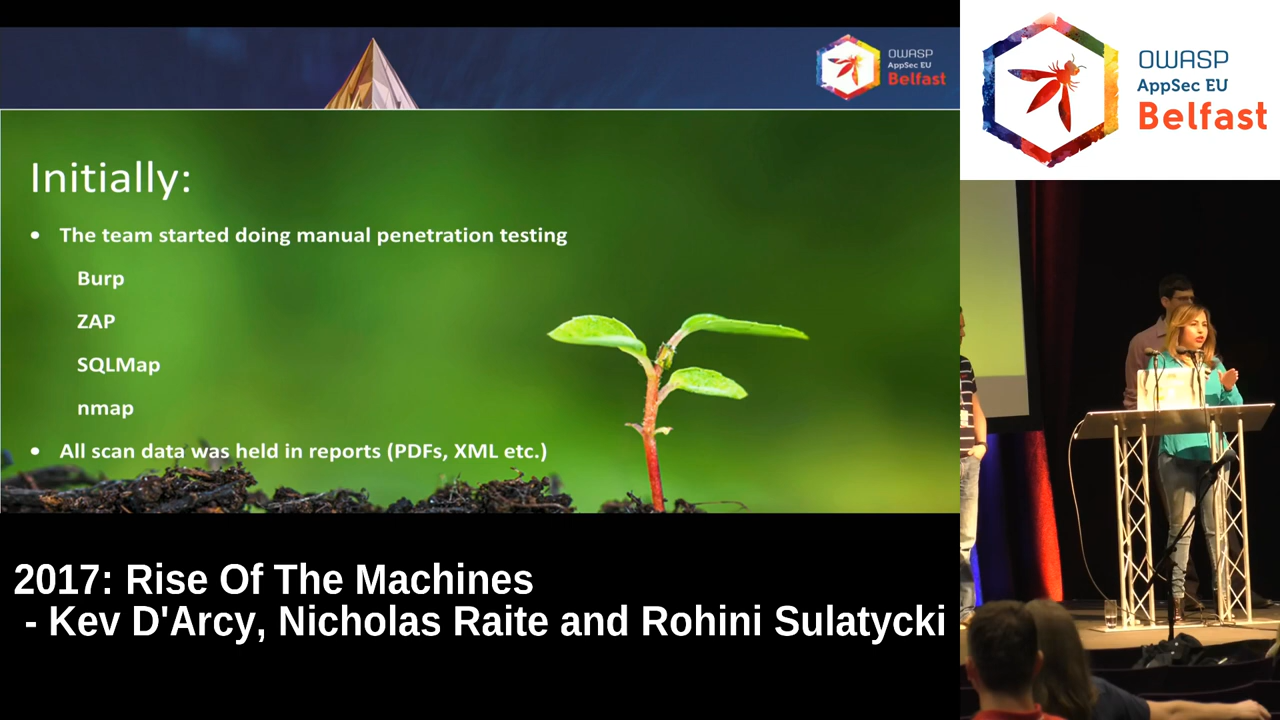 OWASP
AppSec EU
Belfast
Initially:
• The team started doing manual penetration testing
Burp
ZAP
SQLMap
nmap
• All scan data was held in reports (PDFs, XML etc.)
OWASP
AppSec EU
Belfast
2017: Rise Of The Machines
- Kev D'Arcy, Nicholas Raite and Rohini Sulatycki